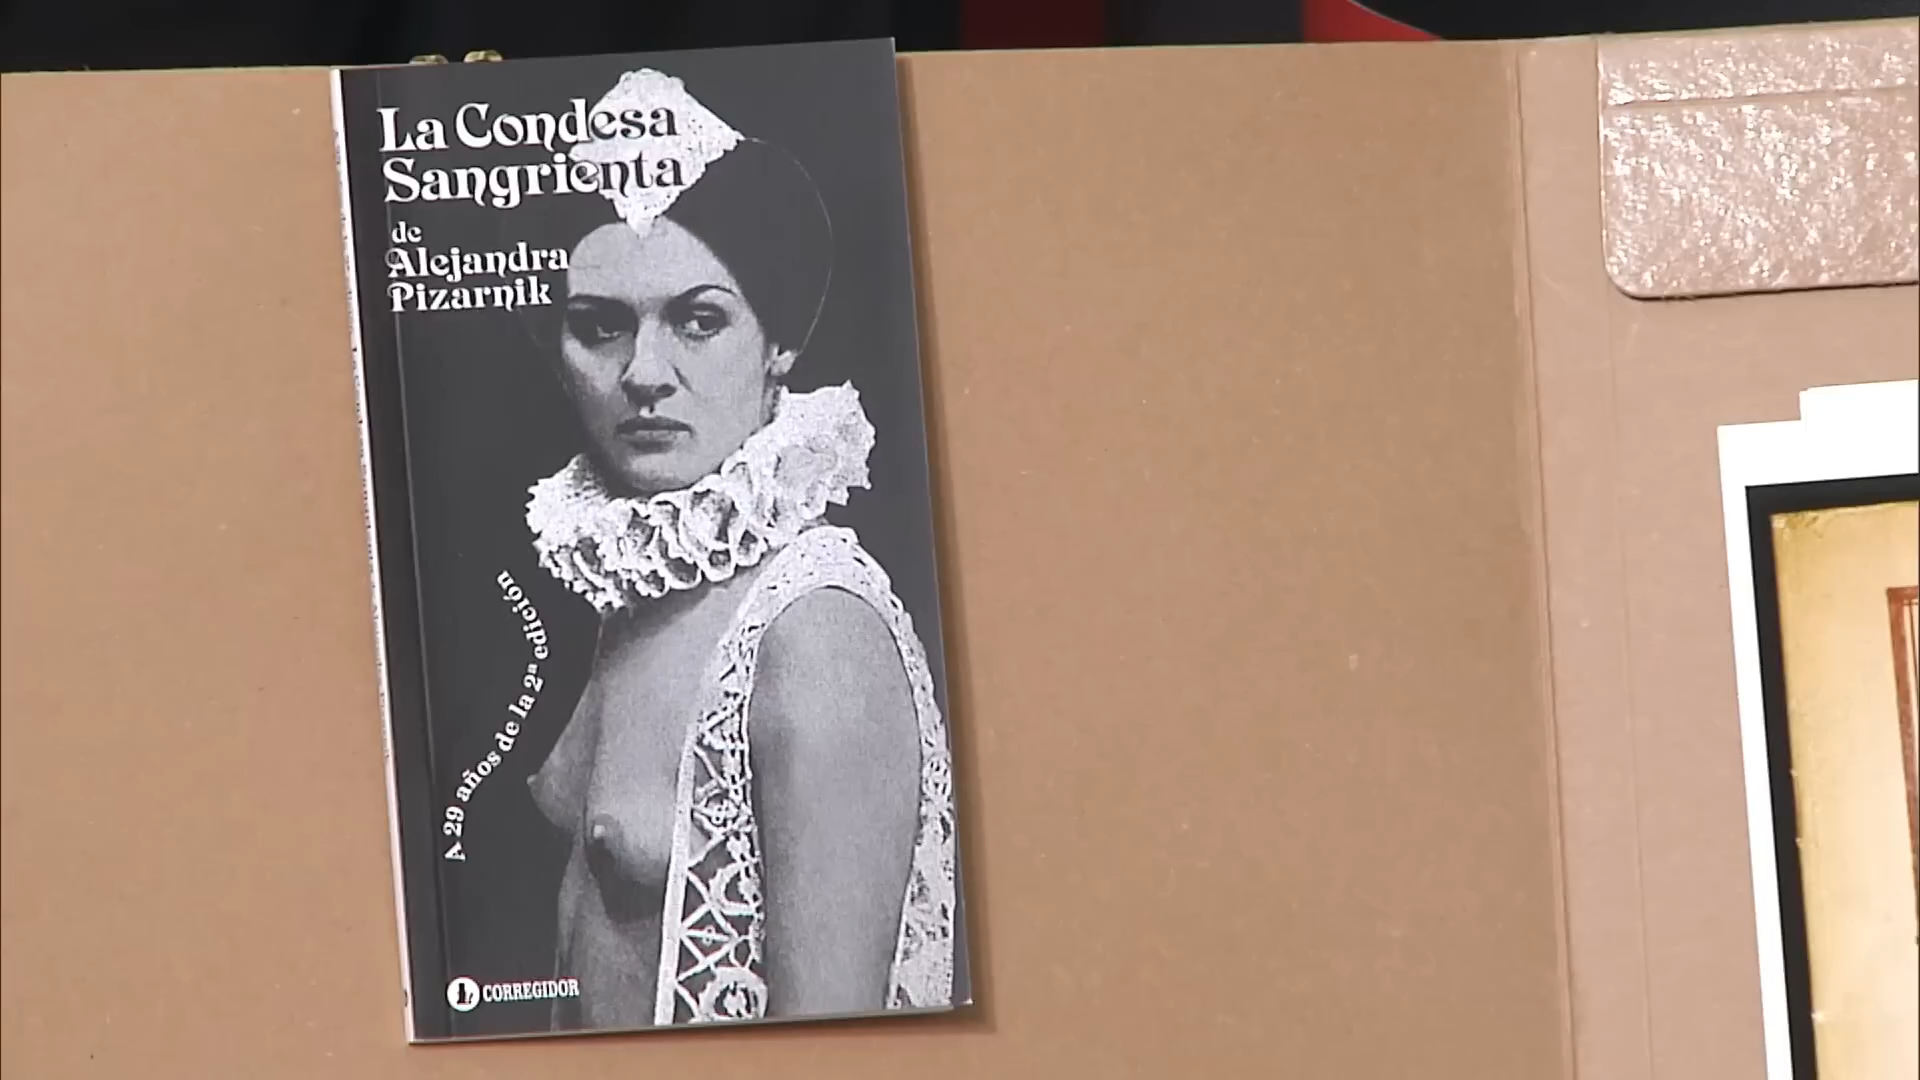 La Condesa
Sangrienta
de
Alejandra
Pizarnik
A 29 años de la 2ª edición
CORREGIDOR